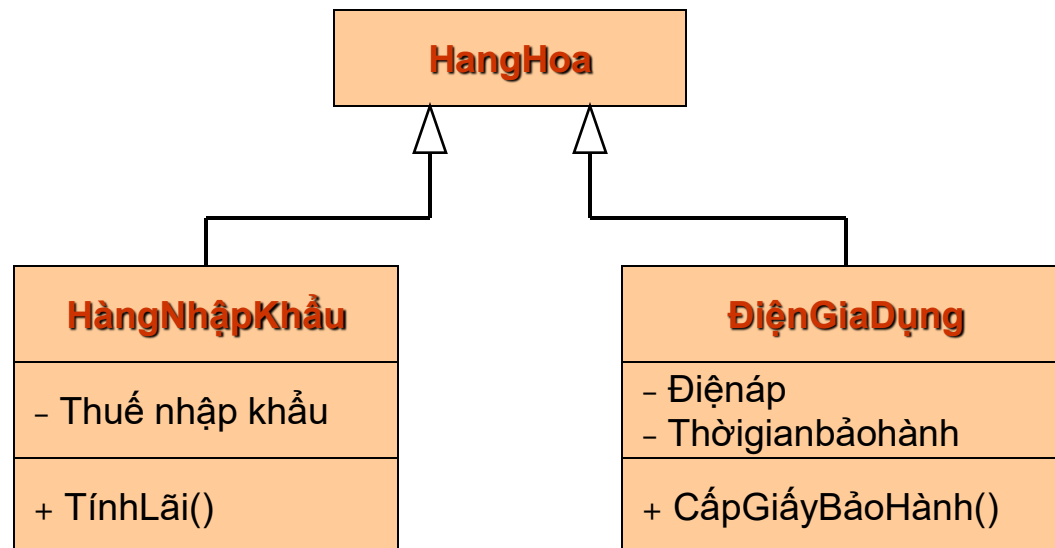 HangHoa
HàngNhậpKhẩu
– Thuế nhập khẩu
+ TínhLãi()
ĐiệnGiaDụng
– Điệnáp
– Thờigianbảohành
+ CấpGiấyBảoHành()